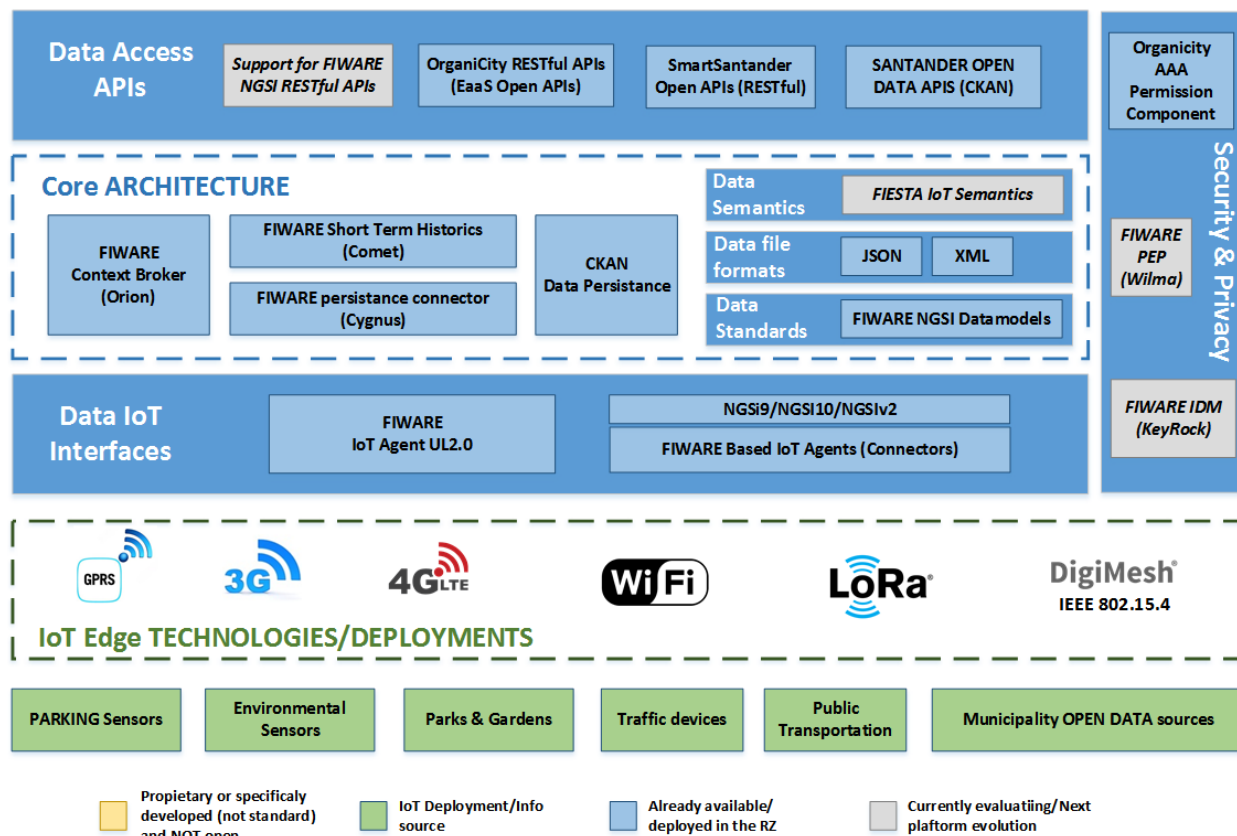 Data Access
APIs
Support for FIWARE
NGSI RESTful APIs
OrganiCity RESTful APIs
(EaaS Open APIs)
SmartSantander
Open APIs (RESTful)
SANTANDER OPEN
DATA APIS (CKAN)
Organicity
AAA
Permission
Component
Security & Privacy
FIWARE
PEP
(Wilma)
FIWARE IDM
(KeyRock)
Core ARCHITECTURE
FIWARE
Context Broker
(Orion)
FIWARE Short Term Historics
(Comet)
FIWARE persistance connector
(Cygnus)
CKAN
Data Persistance
Data
Semantics
FIESTA IoT Semantics
Data file
formats
JSON
XML
Data
Standards
FIWARE NGSI Datamodels
Data IoT
Interfaces
FIWARE
IoT Agent UL2.0
NGSi9/NGSI10/NGSIv2
FIWARE Based IoT Agents (Connectors)
GPRS
3G
4G LTE
WiFi
LoRa®
DigiMesh®
IEEE 802.15.4
IoT Edge TECHNOLOGIES/DEPLOYMENTS
PARKING Sensors
Environmental
Sensors
Parks & Gardens
Traffic devices
Public
Transportation
Municipality OPEN DATA sources
Propietary or specificaly
developed (not standard)
and NOT open
IoT Deployment/Info
source
Already available/
deployed in the RZ
Currently evaluatiing/Next
plaftorm evolution